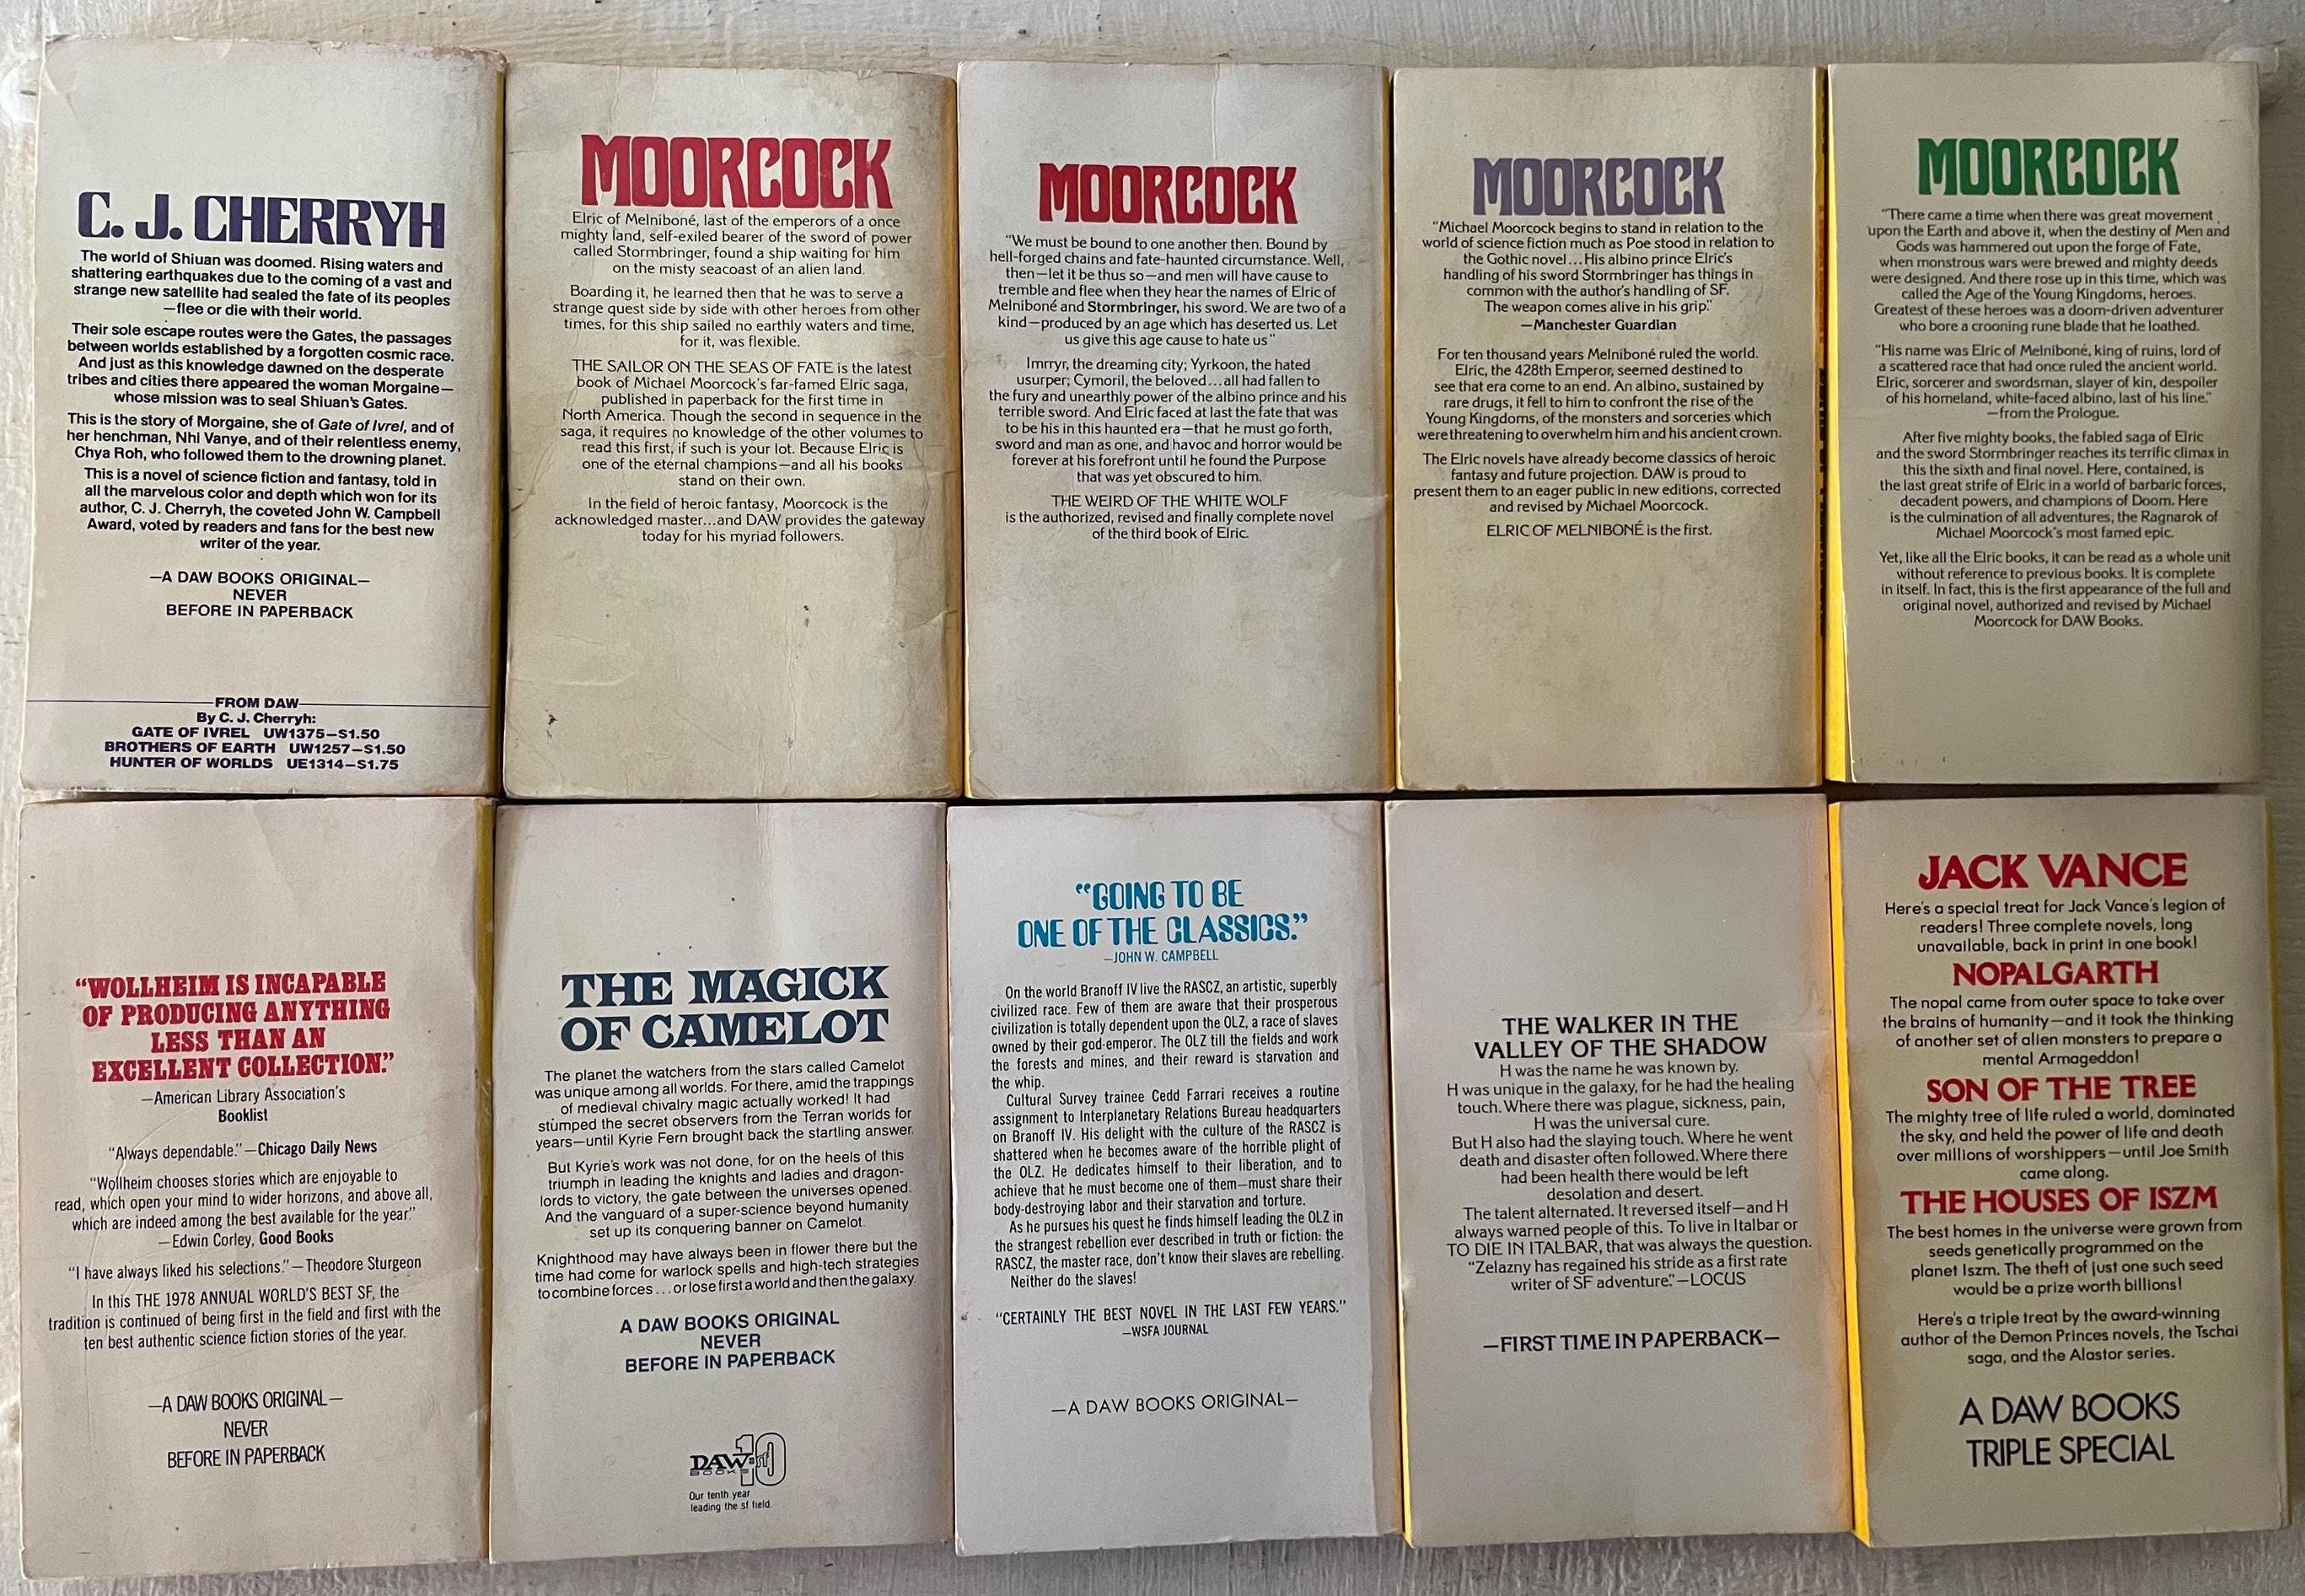 C. J. CHERRYH
The world of Shiuan was doomed. Rising waters and
shattering earthquakes due to the coming of a vast and
strange new satellite had sealed the fate of its peoples
—flee or die with their world.
Their sole escape routes were the Gates, the passages
between worlds established by a forgotten cosmic race.
And just as this knowledge dawned on the desperate
tribes and cities there appeared the woman Morgaine—
whose mission was to seal Shiuan's Gates.
This is the story of Morgaine, she of Gate of Ivrel, and of
her henchman, Nhi Vanye, and of their relentless enemy,
Chya Roh, who followed them to the drowning planet.
This is a novel of science fiction and fantasy, told in
all the marvelous color and depth which won for its
author, C. J. Cherryh, the coveted John W. Campbell
Award, voted by readers and fans for the best new
writer of the year.
—A DAW BOOKS ORIGINAL—
NEVER
BEFORE IN PAPERBACK
FROM DAW
By C. J. Cherryh:
GATE OF IVREL UW1375—$1.50
BROTHERS OF EARTH UW1257—$1.50
HUNTER OF WORLDS UE1314—$1.75
MOORCOCK
Elric of Melniboné, last of the emperors of a once
mighty land, self-exiled bearer of the sword of power
called Stormbringer, found a ship waiting for him
on the misty seacoast of an alien land.
Boarding it, he learned then that he was to serve a
strange quest side by side with other heroes from other
times, for this ship sailed no earthly waters and time,
for it, was flexible.
THE SAILOR ON THE SEAS OF FATE is the latest
book of Michael Moorcock's far-famed Elric saga,
published in paperback for the first time in
North America. Though the second in sequence in the
saga, it requires no knowledge of the other volumes to
read this first, if such is your lot. Because Elric is
one of the eternal champions—and all his books
stand on their own.
In the field of heroic fantasy, Moorcock is the
acknowledged master...and DAW provides the gateway
today for his myriad followers.
MOORCOCK
"We must be bound to one another then. Bound by
hell-forged chains and fate-haunted circumstance. Well,
then—let it be thus so—and men will have cause to
tremble and flee when they hear the names of Elric of
Melniboné and Stormbringer, his sword. We are two of a
kind—produced by an age which has deserted us. Let
us give this age cause to hate us"
Imrryr, the dreaming city; Yyrkoon, the hated
usurper; Cymoril, the beloved...all had fallen to
the fury and unearthly power of the albino prince and his
terrible sword. And Elric faced at last the fate that was
to be his in this haunted era—that he must go forth,
sword and man as one, and havoc and horror would be
forever at his forefront until he found the Purpose
that was yet obscured to him.
THE WEIRD OF THE WHITE WOLF
is the authorized, revised and finally complete novel
of the third book of Elric.
MOORCOCK
"Michael Moorcock begins to stand in relation to the
world of science fiction much as Poe stood in relation to
the Gothic novel...His albino prince Elric's
handling of his sword Stormbringer has things in
common with the author's handling of SF.
The weapon comes alive in his grip."
—Manchester Guardian
For ten thousand years Melniboné ruled the world.
Elric, the 428th Emperor, seemed destined to
see that era come to an end. An albino, sustained by
rare drugs, it fell to him to confront the rise of the
Young Kingdoms, of the monsters and sorceries which
were threatening to overwhelm him and his ancient crown.
The Elric novels have already become classics of heroic
fantasy and future projection. DAW is proud to
present them to an eager public in new editions, corrected
and revised by Michael Moorcock.
ELRIC OF MELNIBONÉ is the first.
MOORCOCK
"There came a time when there was great movement
upon the Earth and above it, when the destiny of Men and
Gods was hammered out upon the forge of Fate,
when monstrous wars were brewed and mighty deeds
were designed. And there rose up in this time, which was
called the Age of the Young Kingdoms, heroes.
Greatest of these heroes was a doom-driven adventurer
who bore a crooning rune blade that he loathed.
"His name was Elric of Melniboné, king of ruins, lord of
a scattered race that had once ruled the ancient world.
Elric, sorcerer and swordsman, slayer of kin, despoiler
of his homeland, white-faced albino, last of his line."
—from the Prologue.
After five mighty books, the fabled saga of Elric
and the sword Stormbringer reaches its terrific climax in
this the sixth and final novel. Here, contained, is
the last great strife of Elric in a world of barbaric forces,
decadent powers, and champions of Doom. Here
is the culmination of all adventures, the Ragnarok of
Michael Moorcock's most famed epic.
Yet, like all the Elric books, it can be read as a whole unit
without reference to previous books. It is complete
in itself. In fact, this is the first appearance of the full and
original novel, authorized and revised by Michael
Moorcock for DAW Books.
"WOLLHEIM IS INCAPABLE
OF PRODUCING ANYTHING
LESS THAN AN
EXCELLENT COLLECTION."
—American Library Association's
Booklist
"Always dependable."—Chicago Daily News
"Wollheim chooses stories which are enjoyable to
read, which open your mind to wider horizons, and above all,
which are indeed among the best available for the year."
—Edwin Corley, Good Books
"I have always liked his selections."—Theodore Sturgeon
In this THE 1978 ANNUAL WORLD'S BEST SF, the
tradition is continued of being first in the field and first with the
ten best authentic science fiction stories of the year.
—A DAW BOOKS ORIGINAL—
NEVER
BEFORE IN PAPERBACK
THE MAGICK
OF CAMELOT
The planet the watchers from the stars called Camelot
was unique among all worlds. For there, amid the trappings
of medieval chivalry magic actually worked! It had
stumped the secret observers from the Terran worlds for
years—until Kyrie Fern brought back the startling answer.
But Kyrie's work was not done, for on the heels of this
triumph in leading the knights and ladies and dragon-
lords to victory, the gate between the universes opened.
And the vanguard of a super-science beyond humanity
set up its conquering banner on Camelot.
Knighthood may have always been in flower there but the
time had come for warlock spells and high-tech strategies
to combine forces...or lose first a world and then the galaxy.
A DAW BOOKS ORIGINAL
NEVER
BEFORE IN PAPERBACK
DAW sf 10
BOOKS
Our tenth year
leading the sf field.
"GOING TO BE
ONE OF THE CLASSICS."
—JOHN W. CAMPBELL
On the world Branoff IV live the RASCZ, an artistic, superbly
civilized race. Few of them are aware that their prosperous
civilization is totally dependent upon the OLZ, a race of slaves
owned by their god-emperor. The OLZ till the fields and work
the forests and mines, and their reward is starvation and
the whip.
Cultural Survey trainee Cedd Farrari receives a routine
assignment to Interplanetary Relations Bureau headquarters
on Branoff IV. His delight with the culture of the RASCZ is
shattered when he becomes aware of the horrible plight of
the OLZ. He dedicates himself to their liberation, and to
achieve that he must become one of them—must share their
body-destroying labor and their starvation and torture.
As he pursues his quest he finds himself leading the OLZ in
the strangest rebellion ever described in truth or fiction: the
RASCZ, the master race, don't know their slaves are rebelling.
Neither do the slaves!
"CERTAINLY THE BEST NOVEL IN THE LAST FEW YEARS."
—WSFA JOURNAL
—A DAW BOOKS ORIGINAL—
THE WALKER IN THE
VALLEY OF THE SHADOW
H was the name he was known by.
H was unique in the galaxy, for he had the healing
touch. Where there was plague, sickness, pain,
H was the universal cure.
But H also had the slaying touch. Where he went
death and disaster often followed. Where there
had been health there would be left
desolation and desert.
The talent alternated. It reversed itself—and H
always warned people of this. To live in Italbar or
TO DIE IN ITALBAR, that was always the question.
"Zelazny has regained his stride as a first rate
writer of SF adventure."—LOCUS
—FIRST TIME IN PAPERBACK—
JACK VANCE
Here's a special treat for Jack Vance's legion of
readers! Three complete novels, long
unavailable, back in print in one book!
NOPALGARTH
The nopal came from outer space to take over
the brains of humanity—and it took the thinking
of another set of alien monsters to prepare a
mental Armageddon!
SON OF THE TREE
The mighty tree of life ruled a world, dominated
the sky, and held the power of life and death
over millions of worshippers—until Joe Smith
came along.
THE HOUSES OF ISZM
The best homes in the universe were grown from
seeds genetically programmed on the
planet Iszm. The theft of just one such seed
would be a prize worth billions!
Here's a triple treat by the award-winning
author of the Demon Princes novels, the Tschai
saga, and the Alastor series.
A DAW BOOKS
TRIPLE SPECIAL